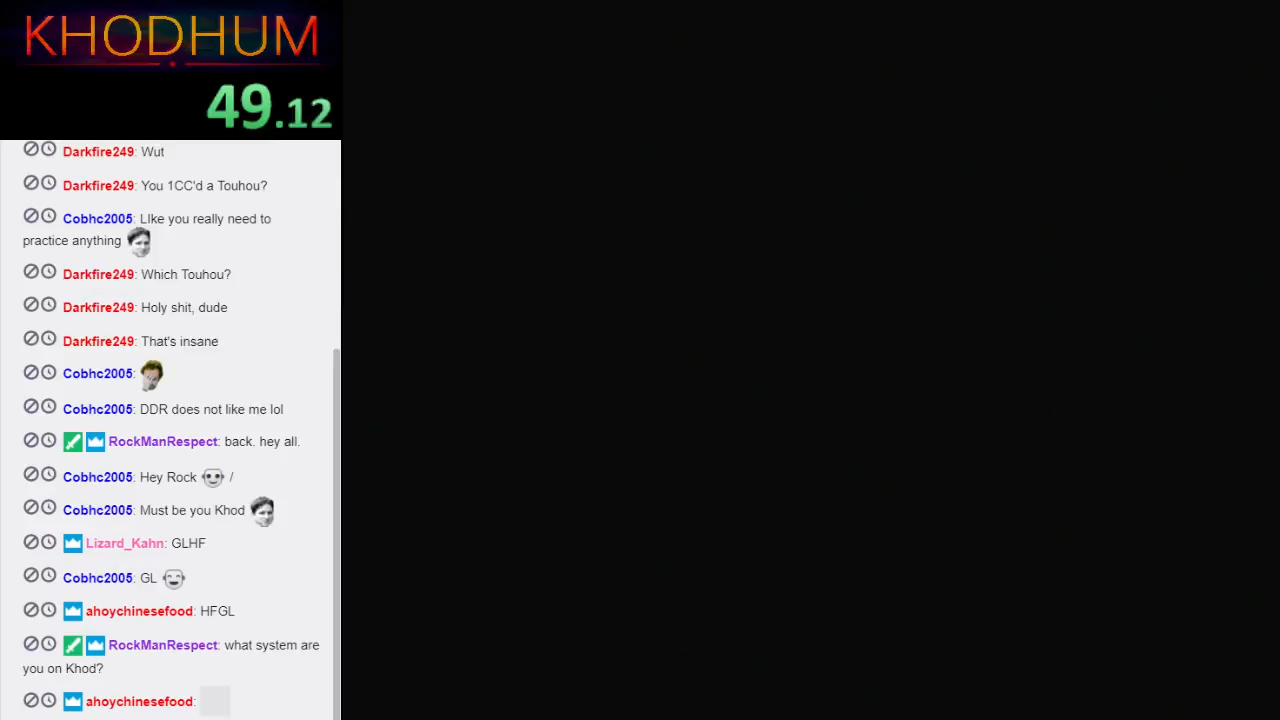 KHODHUM
49.12
Darkfire249: Wut
Darkfire249: You 1CC'd a Touhou?
Cobhc2005: LIke you really need to
practice anything
Darkfire249: Which Touhou?
Darkfire249: Holy shit, dude
Darkfire249: That's insane
Cobhc2005:
Cobhc2005: DDR does not like me lol
RockManRespect: back. hey all.
Cobhc2005: Hey Rock /
Cobhc2005: Must be you Khod
Lizard_Kahn: GLHF
Cobhc2005: GL
ahoychinesefood: HFGL
RockManRespect: what system are
you on Khod?
ahoychinesefood: